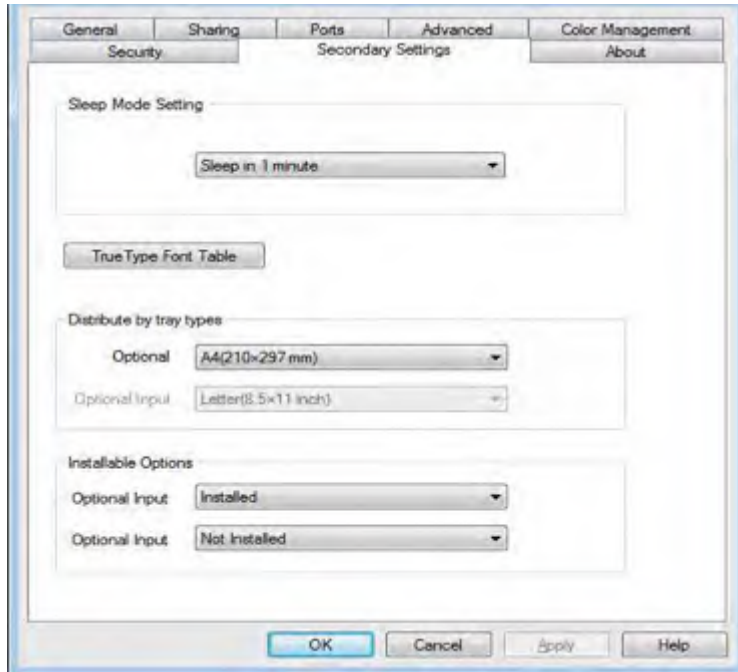 General Sharing Ports Advanced Color Management
Security Secondary Settings About
Sleep Mode Setting
Sleep in 1 minute
TrueType Font Table
Distribute by tray types
Optional A4(210×297 mm)
Optional Input Letter(8.5×11 inch)
Installable Options
Optional Input Installed
Optional Input Not Installed
OK Cancel Apply Help